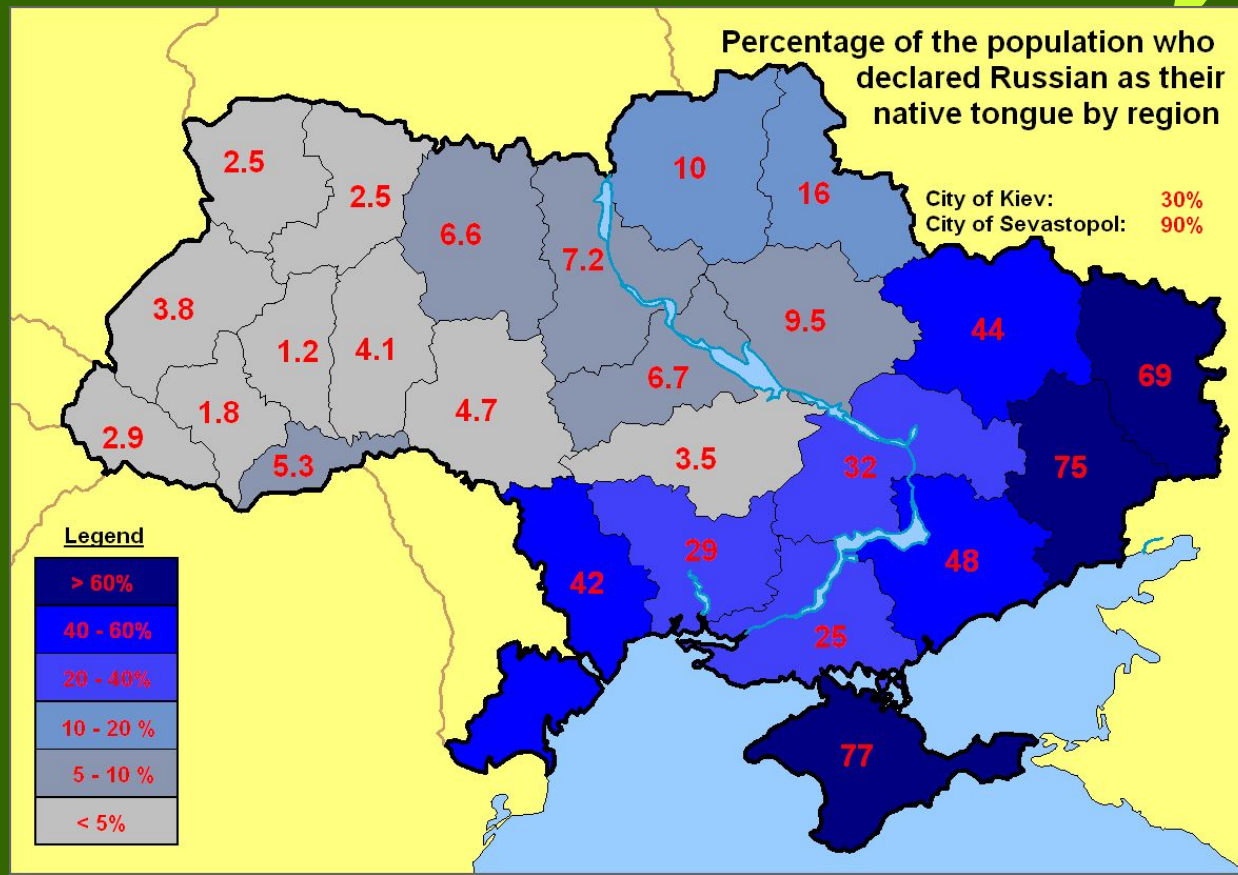 Percentage of the population who
declared Russian as their
native tongue by region
City of Kiev: 30%
City of Sevastopol: 90%
10
16
2.5
2.5
6.6
7.2
3.8
9.5
44
1.2
4.1
69
6.7
1.8
4.7
2.9
5.3
3.5
32
75
29
42
48
25
77
Legend
> 60%
40 - 60%
20 - 40%
10 - 20 %
5 - 10 %
< 5%